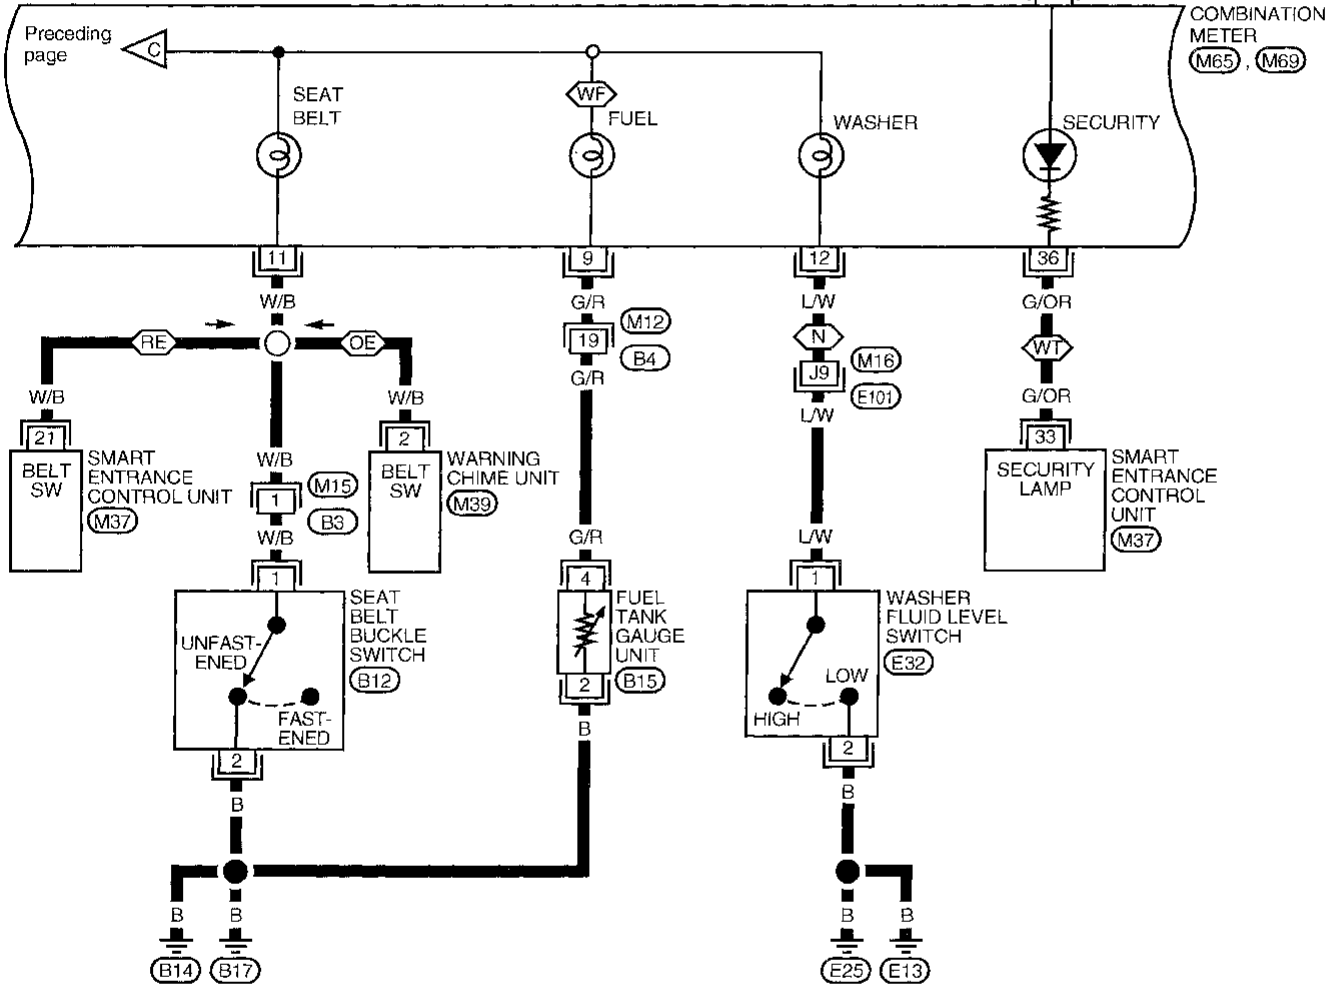 COMBINATION
METER
M65 , M69
Preceding
page
C
SEAT
BELT
WF
FUEL
WASHER
SECURITY
11
9
12
36
W/B
G/R
L/W
G/OR
RE
OE
19
M12
B4
N
J9
M16
E101
WT
W/B
W/B
G/R
L/W
G/OR
21
BELT
SW
SMART
ENTRANCE
CONTROL UNIT
M37
W/B
1
M15
B3
W/B
2
BELT
SW
WARNING
CHIME UNIT
M39
33
SECURITY
LAMP
SMART
ENTRANCE
CONTROL
UNIT
M37
G/R
L/W
1
UNFAST-
ENED
FAST-
ENED
SEAT
BELT
BUCKLE
SWITCH
B12
2
4
FUEL
TANK
GAUGE
UNIT
B15
2
1
HIGH
LOW
WASHER
FLUID LEVEL
SWITCH
E32
2
B
B
B
B
B
B
B
B14
B17
E25
E13